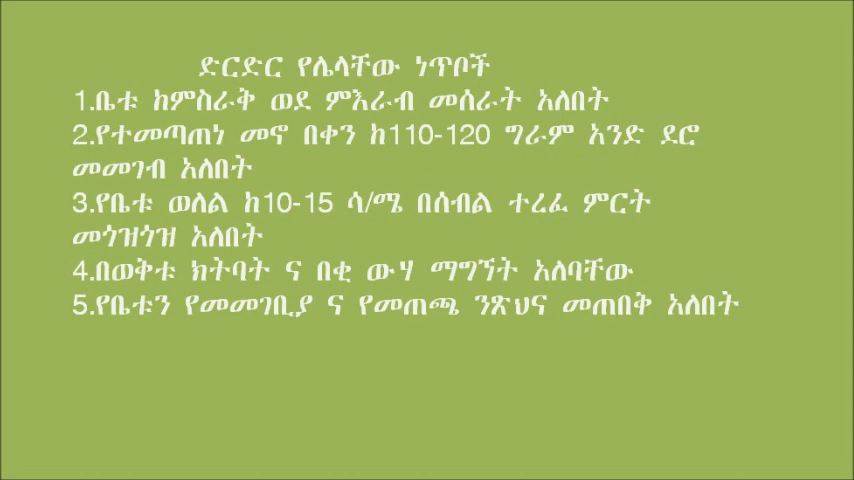 ድርድር የሌላቸው ነጥቦች
1.ቤቱ ከምስራቅ ወደ ምእራብ መሰራት አለበት
2.የተመጣጠነ መኖ በቀን ከ110-120 ግራም አንድ ደሮ
መመገብ አለበት
3.የቤቱ ወለል ከ10-15 ሳ/ሜ በሰብል ተረፈ ምርት
መጎዝጎዝ አለበት
4.በወቅቱ ክትባት ና በቂ ውሃ ማግኘት አለባቸው
5.የቤቱን የመመገቢያ ና የመጠጫ ንጽህና መጠበቅ አለበት